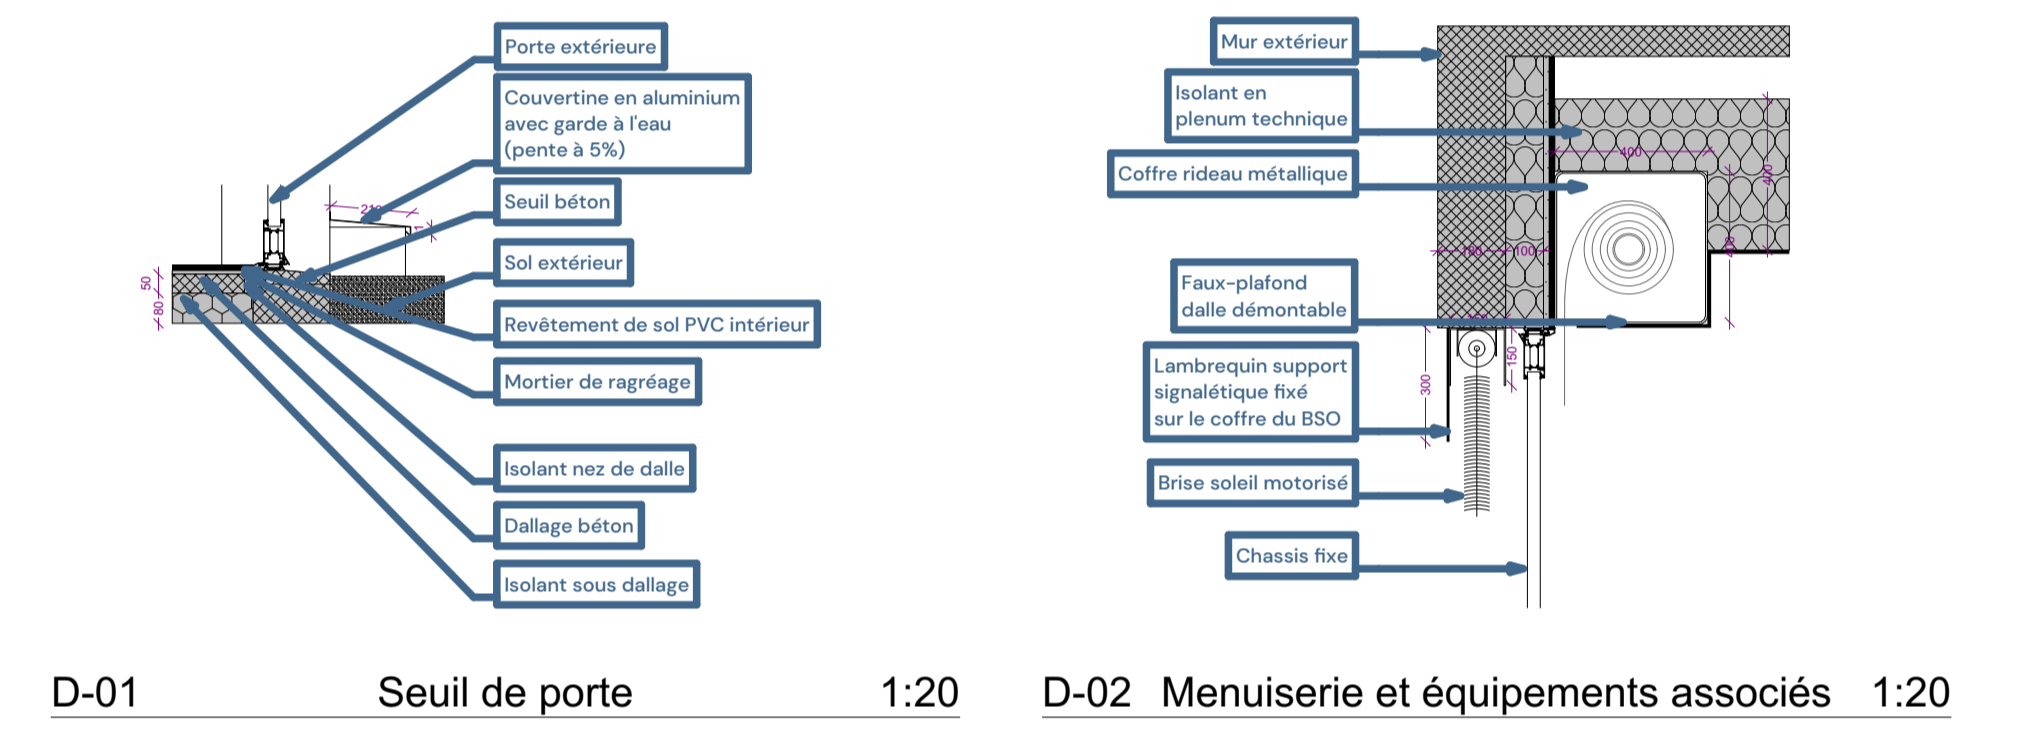 Porte extérieure
Couvertine en aluminium
avec garde à l'eau
(pente à 5%)
Seuil béton
Sol extérieur
Revêtement de sol PVC intérieur
Mortier de ragréage
Isolant nez de dalle
Dallage béton
Isolant sous dallage
50
80
D-01 Seuil de porte 1:20
Mur extérieur
Isolant en
plenum technique
Coffre rideau métallique
Faux-plafond
dalle démontable
Lambrequin support
signalétique fixé
sur le coffre du BSO
Brise soleil motorisé
Chassis fixe
400
400
100
150
300
D-02 Menuiserie et équipements associés 1:20